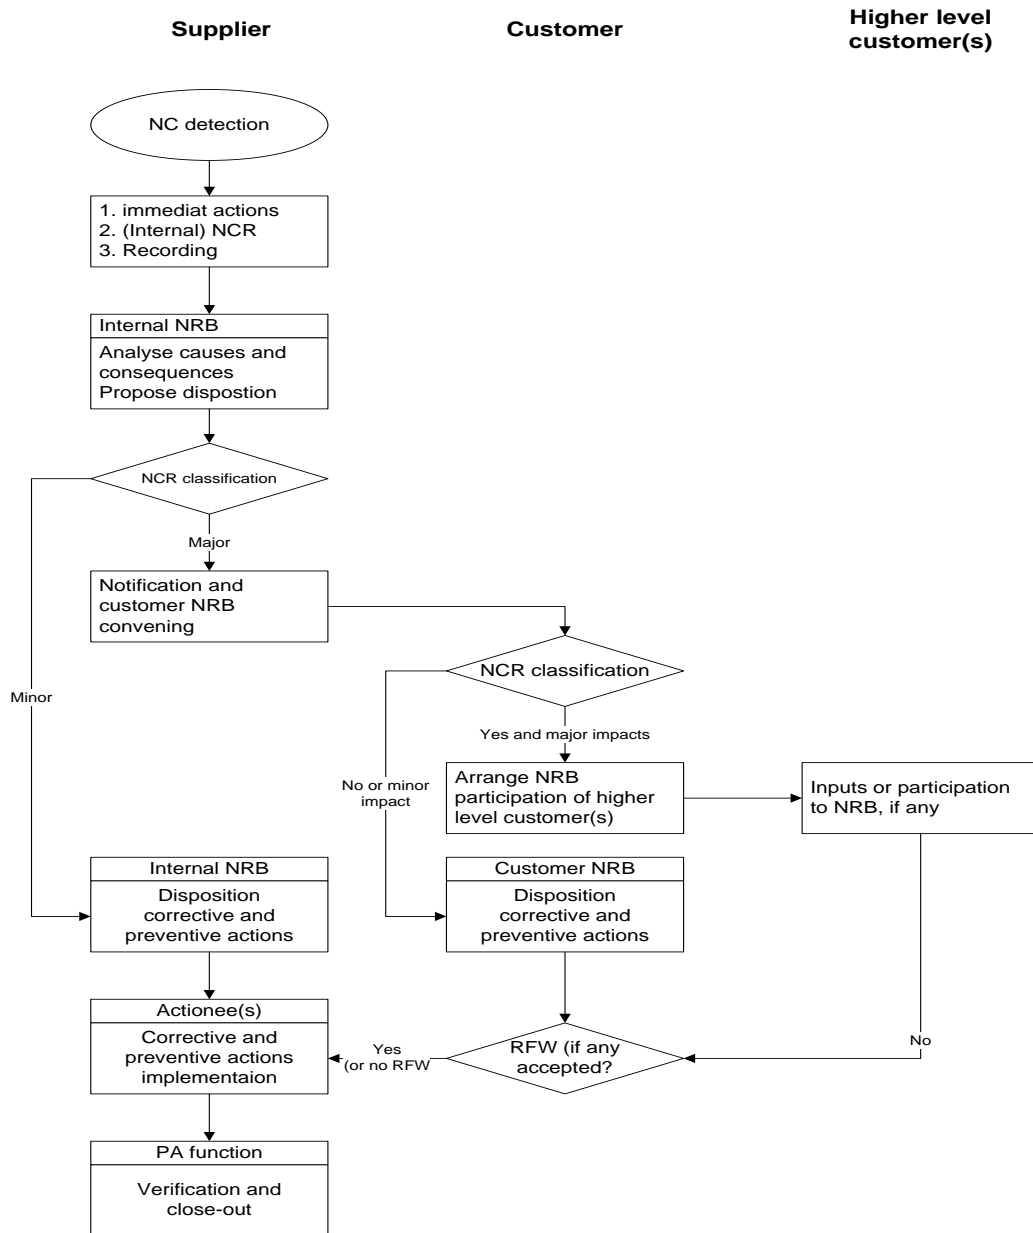 Supplier
Customer
Higher level
customer(s)
NC detection
1. immediat actions
2. (Internal) NCR
3. Recording
Internal NRB
Analyse causes and
consequences
Propose dispostion
NCR classification
Major
Notification and
customer NRB
convening
NCR classification
Minor
Yes and major impacts
No or minor
impact
Arrange NRB
participation of higher
level customer(s)
Inputs or participation
to NRB, if any
Internal NRB
Disposition
corrective and
preventive actions
Customer NRB
Disposition
corrective and
preventive actions
Actionee(s)
Corrective and
preventive actions
implementaion
Yes
(or no RFW
RFW (if any
accepted?
No
PA function
Verification and
close-out